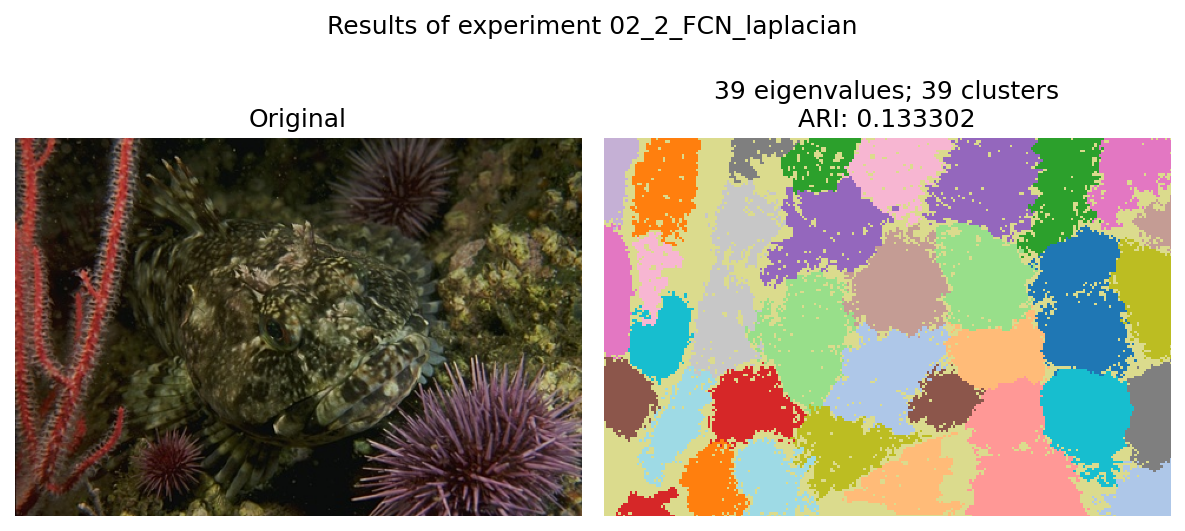 Results of experiment 02_2_FCN_laplacian
Original
39 eigenvalues; 39 clusters
ARI: 0.133302